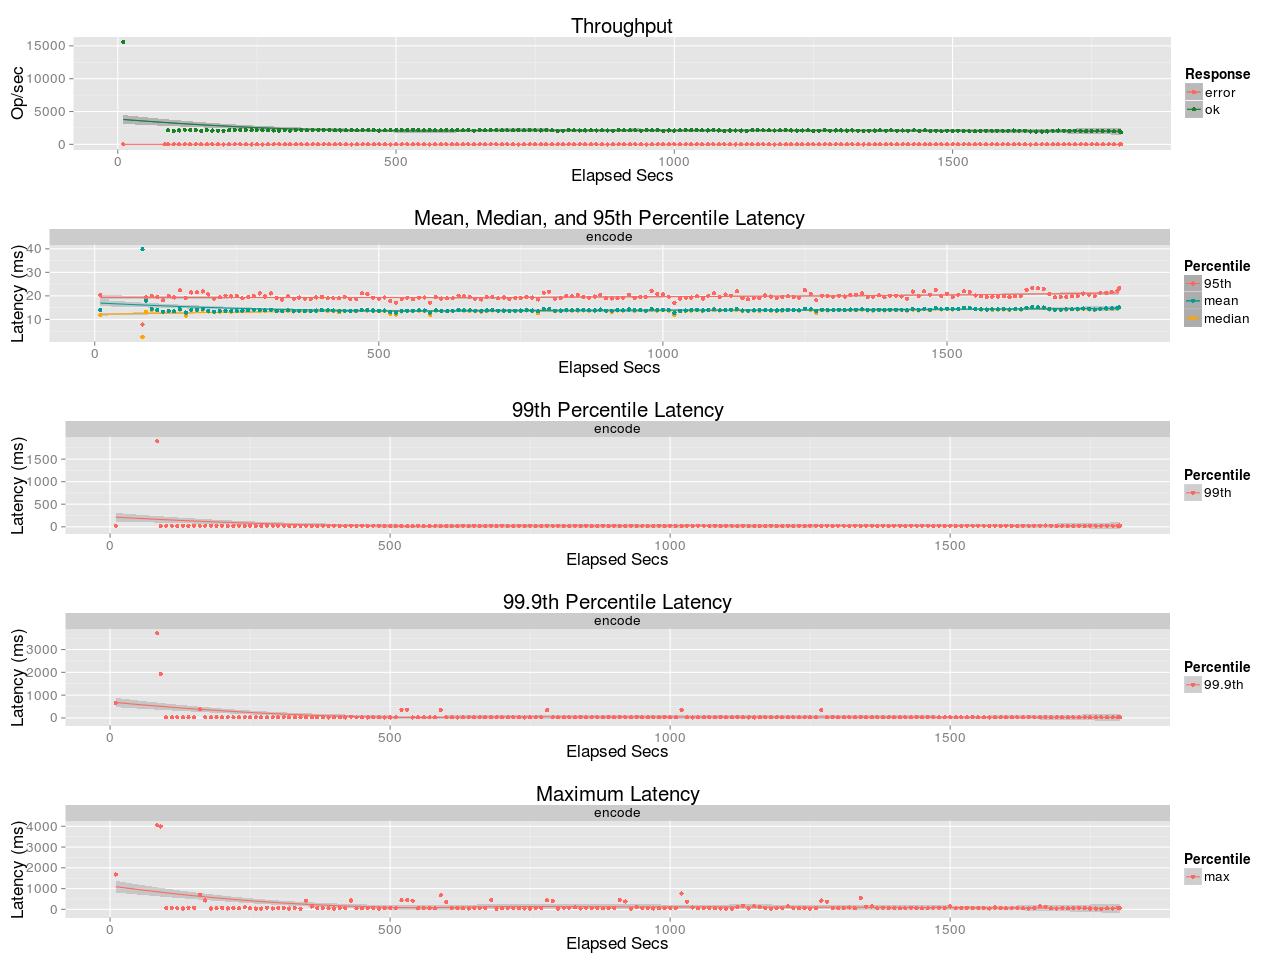 Throughput
15000
10000
5000
0
Op/sec
0 500 1000 1500
Elapsed Secs
Response
error
ok
Mean, Median, and 95th Percentile Latency
encode
40
30
20
10
Latency (ms)
0 500 1000 1500
Elapsed Secs
Percentile
95th
mean
median
99th Percentile Latency
encode
1500
1000
500
0
Latency (ms)
0 500 1000 1500
Elapsed Secs
Percentile
99th
99.9th Percentile Latency
encode
3000
2000
1000
0
Latency (ms)
0 500 1000 1500
Elapsed Secs
Percentile
99.9th
Maximum Latency
encode
4000
3000
2000
1000
0
Latency (ms)
0 500 1000 1500
Elapsed Secs
Percentile
max